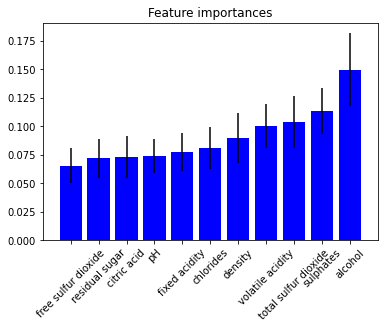 Feature importances
0.175
0.150
0.125
0.100
0.075
0.050
0.025
0.000
free sulfur dioxide
residual sugar
citric acid
pH
fixed acidity
chlorides
density
volatile acidity
total sulfur dioxide
sulphates
alcohol